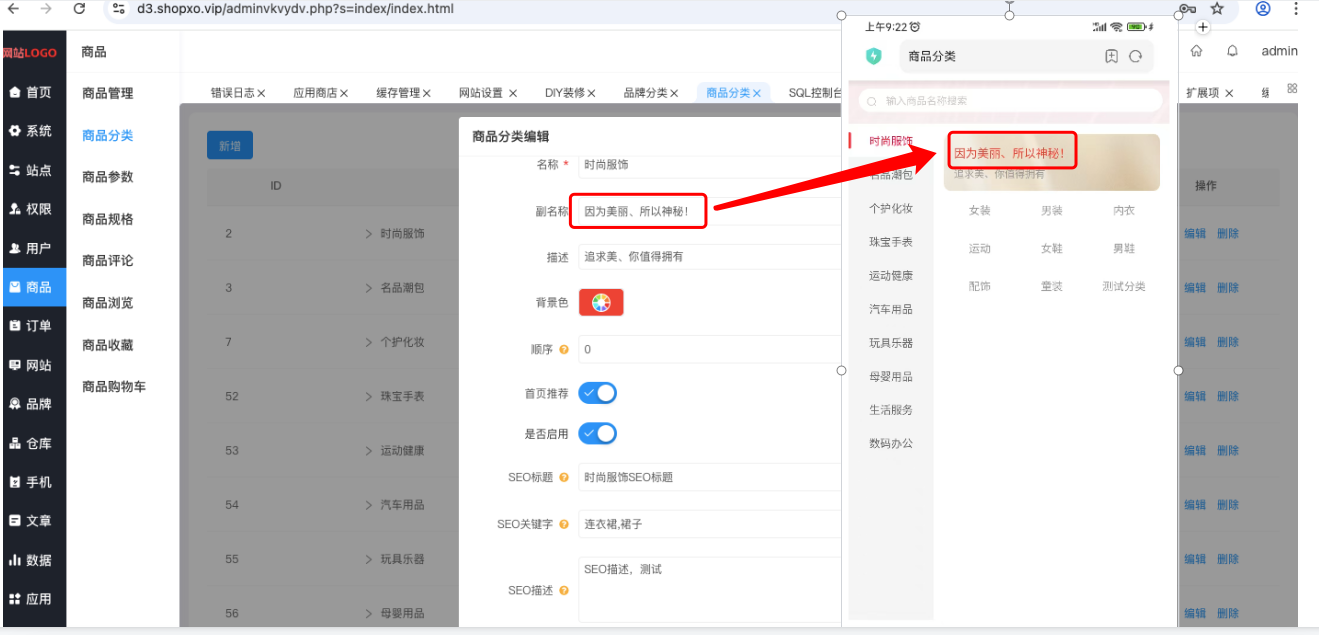 d3.shopxo.vip/adminvkvydv.php?s=index/index.html
网站LOGO
首页
系统
站点
权限
用户
商品
订单
网站
品牌
仓库
手机
文章
数据
应用
商品
商品管理
商品分类
商品参数
商品规格
商品评论
商品浏览
商品收藏
商品购物车
admin
错误日志 应用商店 缓存管理 网站设置 DIY装修 品牌分类 商品分类 SQL控制台 扩展项
新增
ID
操作
2 时尚服饰 编辑 删除
3 名品潮包 编辑 删除
7 个护化妆 编辑 删除
52 珠宝手表 编辑 删除
53 运动健康 编辑 删除
54 汽车用品 编辑 删除
55 玩具乐器 编辑 删除
56 母婴用品 编辑 删除
商品分类编辑
名称 * 时尚服饰
副名称 因为美丽、所以神秘！
描述 追求美、你值得拥有
背景色
顺序 0
首页推荐
是否启用
SEO标题 时尚服饰SEO标题
SEO关键字 连衣裙,裙子
SEO描述 SEO描述，测试
上午9:22
商品分类
输入商品名称搜索
时尚服饰
名品潮包
个护化妆
珠宝手表
运动健康
汽车用品
玩具乐器
母婴用品
生活服务
数码办公
因为美丽、所以神秘！
追求美、你值得拥有
女装 男装 内衣
运动 女鞋 男鞋
配饰 童装 测试分类